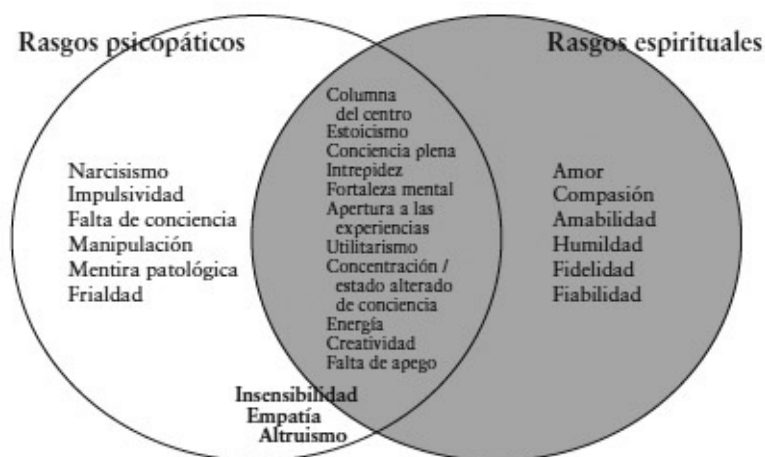 Rasgos psicopáticos
Rasgos espirituales
Narcisismo
Impulsividad
Falta de conciencia
Manipulación
Mentira patológica
Frialdad
Columna
del centro
Estoicismo
Conciencia plena
Intrepidez
Fortaleza mental
Apertura a las
experiencias
Utilitarismo
Concentración /
estado alterado
de conciencia
Energía
Creatividad
Falta de apego
Amor
Compasión
Amabilidad
Humildad
Fidelidad
Fiabilidad
Insensibilidad
Empatía
Altruismo